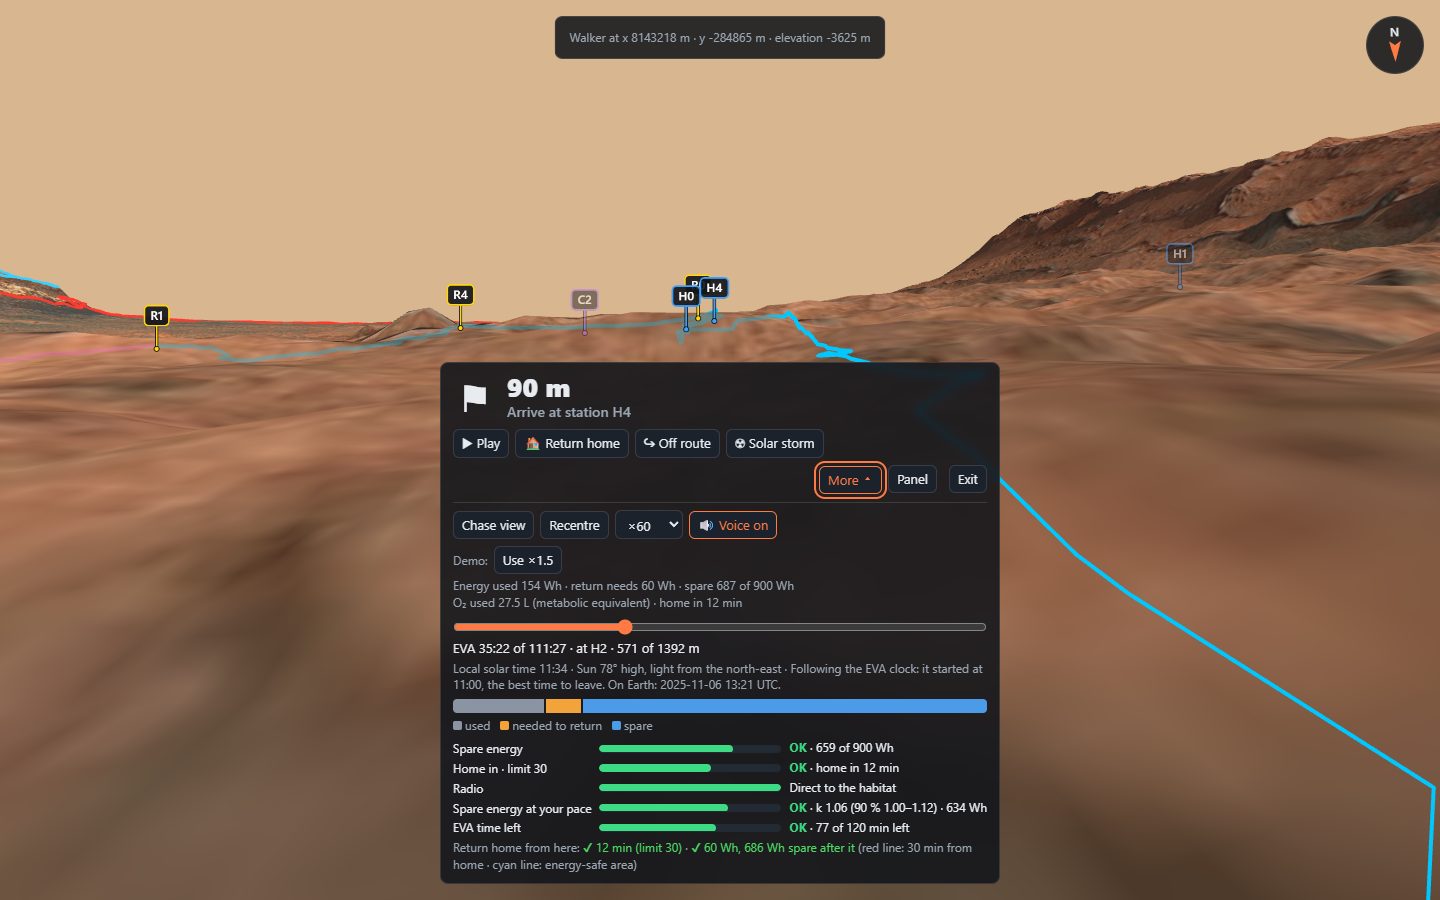 Walker at x 8143218 m · y -284865 m · elevation -3625 m
N
H1
R4
R1
C2
H0
H4
90 m
Arrive at station H4
▶ Play
🏠 Return home
↪ Off route
☢ Solar storm
More ▴
Panel
Exit
Chase view
Recentre
×60
🔊 Voice on
Demo:
Use ×1.5
Energy used 154 Wh · return needs 60 Wh · spare 687 of 900 Wh
O₂ used 27.5 L (metabolic equivalent) · home in 12 min
EVA 35:22 of 111:27 · at H2 · 571 of 1392 m
Local solar time 11:34 · Sun 78° high, light from the north-east · Following the EVA clock: it started at
11:00, the best time to leave. On Earth: 2025-11-06 13:21 UTC.
used needed to return spare
Spare energy OK · 659 of 900 Wh
Home in · limit 30 OK · home in 12 min
Radio Direct to the habitat
Spare energy at your pace OK · k 1.06 (90 % 1.00–1.12) · 634 Wh
EVA time left OK · 77 of 120 min left
Return home from here: ✓ 12 min (limit 30) · ✓ 60 Wh, 686 Wh spare after it (red line: 30 min from
home · cyan line: energy-safe area)